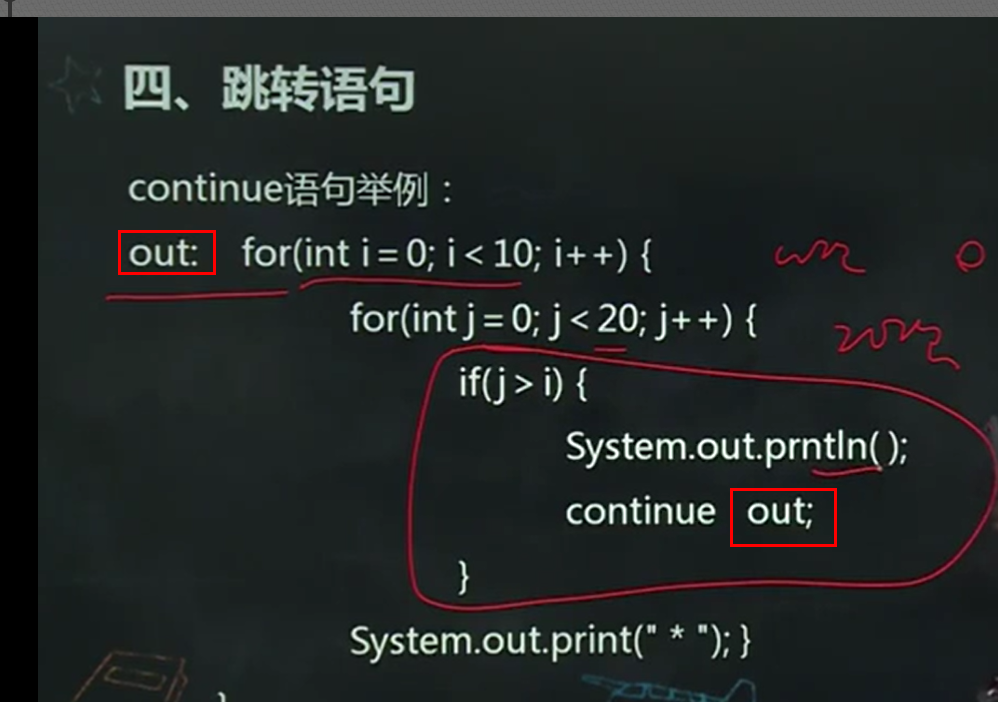 四、跳转语句
continue语句举例：
out: for(int i = 0; i < 10; i++) {
for(int j = 0; j < 20; j++) {
if(j > i) {
System.out.prntln( );
continue out;
}
System.out.print(" * "); }
}